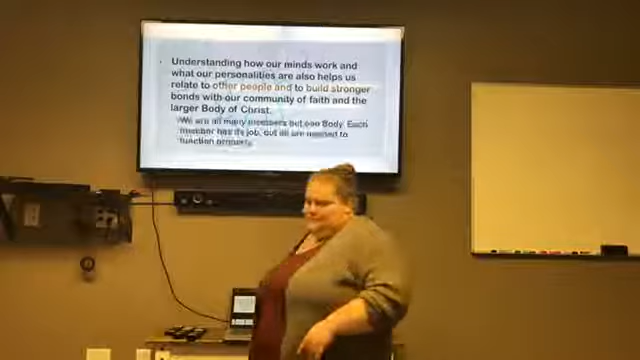 Understanding how our minds work and
what our personalities are also helps us
relate to other people and to build stronger
bonds with our community of faith and the
larger Body of Christ.
We are all many members but one Body. Each
member has its job, but all are needed to
function properly.